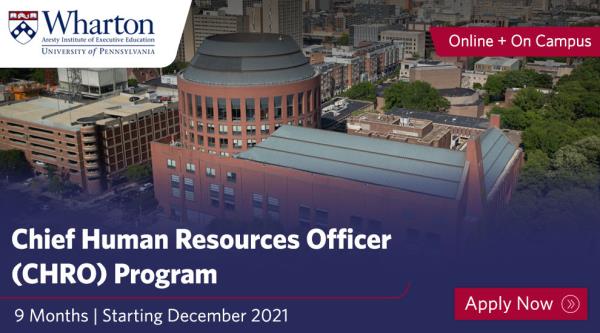 Wharton
Aresty Institute of Executive Education
UNIVERSITY of PENNSYLVANIA
Online + On Campus
Chief Human Resources Officer
(CHRO) Program
9 Months | Starting December 2021
Apply Now